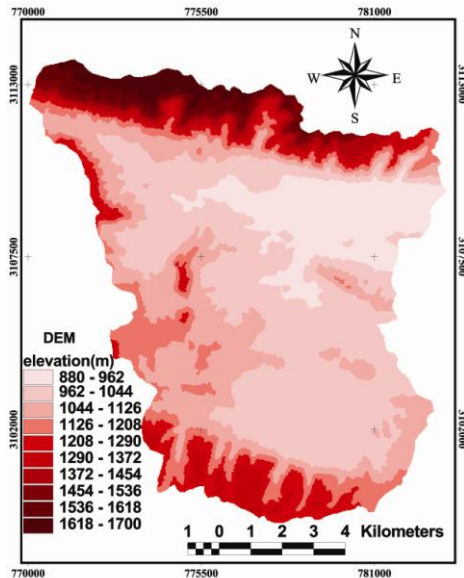 770000 775500 781000
N
W E
S
3113000 3113000
3107500 3107500
DEM
elevation(m)
880 - 962
962 - 1044
1044 - 1126
1126 - 1208
1208 - 1290
1290 - 1372
1372 - 1454
1454 - 1536
1536 - 1618
1618 - 1700
3102000 3102000
1 0 1 2 3 4 Kilometers
770000 775500 781000